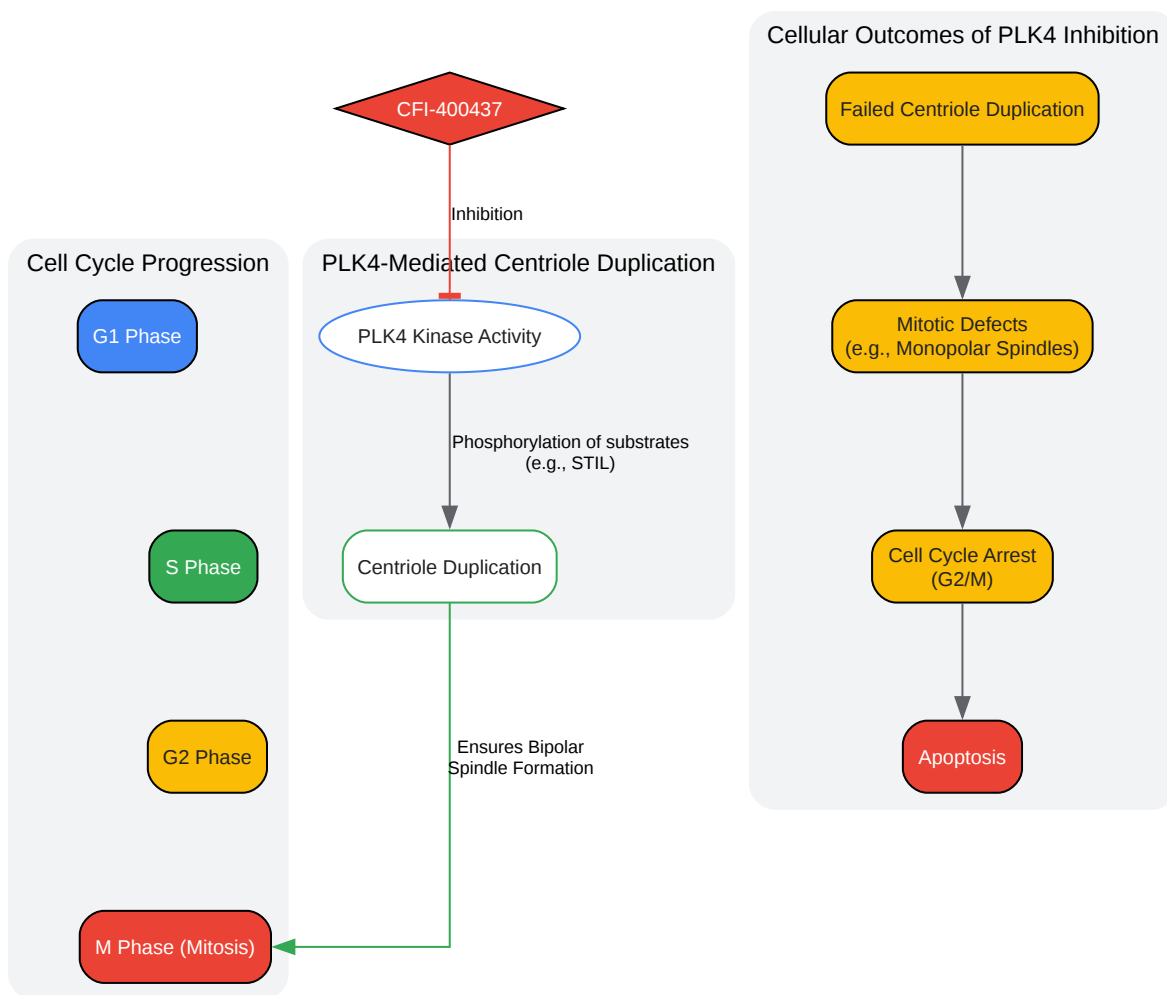 Cellular Outcomes of PLK4 Inhibition
CFI-400437
Failed Centriole Duplication
Inhibition
Cell Cycle Progression
PLK4-Mediated Centriole Duplication
G1 Phase
PLK4 Kinase Activity
Mitotic Defects
(e.g., Monopolar Spindles)
Phosphorylation of substrates
(e.g., STIL)
S Phase
Centriole Duplication
Cell Cycle Arrest
(G2/M)
G2 Phase
Ensures Bipolar
Spindle Formation
Apoptosis
M Phase (Mitosis)